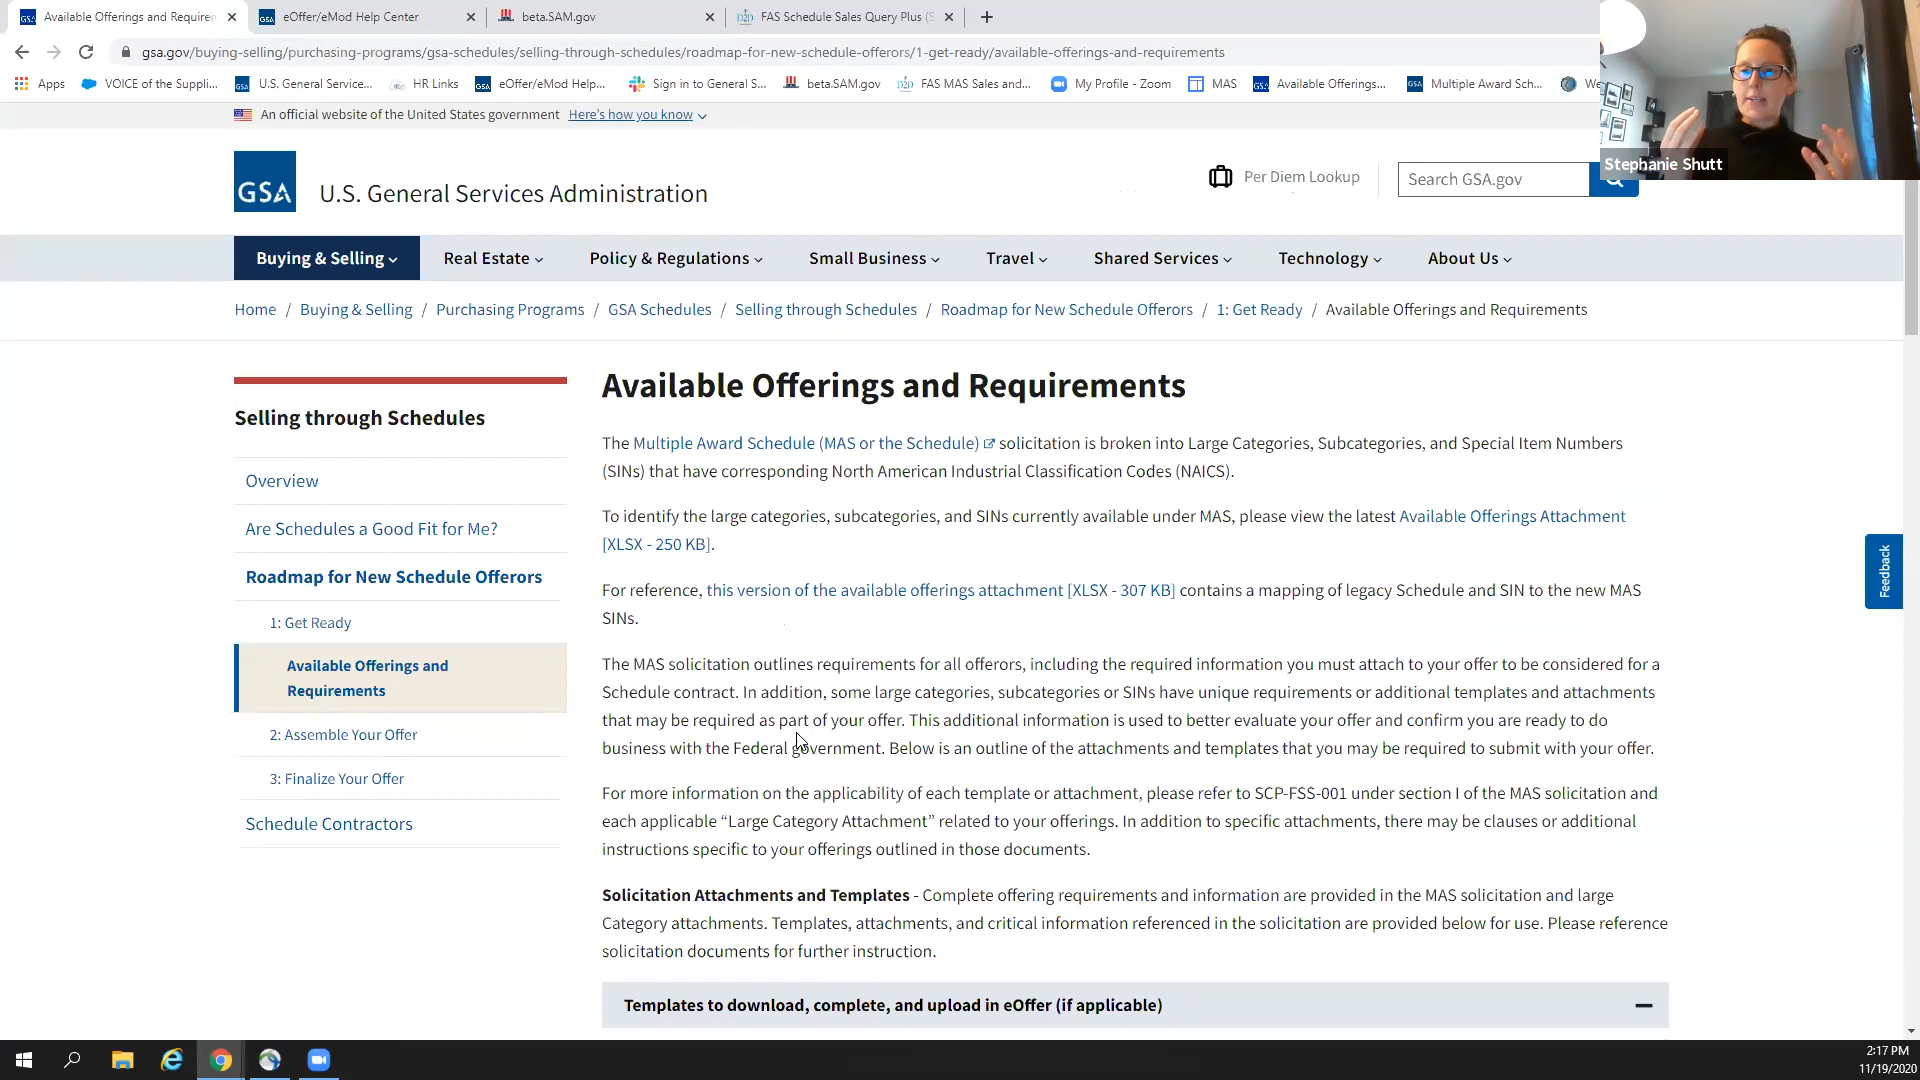 Available Offerings and Requiren
eOffer/eMod Help Center
beta.SAM.gov
FAS Schedule Sales Query Plus (S
gsa.gov/buying-selling/purchasing-programs/gsa-schedules/selling-through-schedules/roadmap-for-new-schedule-offerors/1-get-ready/available-offerings-and-requirements
Apps
VOICE of the Suppli...
U.S. General Service...
HR Links
eOffer/eMod Help...
Sign in to General S...
beta.SAM.gov
FAS MAS Sales and...
My Profile - Zoom
MAS
Available Offerings...
Multiple Award Sch...
Stephanie Shutt
An official website of the United States government Here's how you know
GSA
U.S. General Services Administration
Per Diem Lookup
Search GSA.gov
Buying & Selling
Real Estate
Policy & Regulations
Small Business
Travel
Shared Services
Technology
About Us
Home / Buying & Selling / Purchasing Programs / GSA Schedules / Selling through Schedules / Roadmap for New Schedule Offerors / 1: Get Ready / Available Offerings and Requirements
Selling through Schedules
Overview
Are Schedules a Good Fit for Me?
Roadmap for New Schedule Offerors
1: Get Ready
Available Offerings and
Requirements
2: Assemble Your Offer
3: Finalize Your Offer
Schedule Contractors
Available Offerings and Requirements
The Multiple Award Schedule (MAS or the Schedule) solicitation is broken into Large Categories, Subcategories, and Special Item Numbers
(SINs) that have corresponding North American Industrial Classification Codes (NAICS).
To identify the large categories, subcategories, and SINs currently available under MAS, please view the latest Available Offerings Attachment
[XLSX - 250 KB].
For reference, this version of the available offerings attachment [XLSX - 307 KB] contains a mapping of legacy Schedule and SIN to the new MAS
SINs.
The MAS solicitation outlines requirements for all offerors, including the required information you must attach to your offer to be considered for a
Schedule contract. In addition, some large categories, subcategories or SINs have unique requirements or additional templates and attachments
that may be required as part of your offer. This additional information is used to better evaluate your offer and confirm you are ready to do
business with the Federal government. Below is an outline of the attachments and templates that you may be required to submit with your offer.
For more information on the applicability of each template or attachment, please refer to SCP-FSS-001 under section I of the MAS solicitation and
each applicable “Large Category Attachment” related to your offerings. In addition to specific attachments, there may be clauses or additional
instructions specific to your offerings outlined in those documents.
Solicitation Attachments and Templates - Complete offering requirements and information are provided in the MAS solicitation and large
Category attachments. Templates, attachments, and critical information referenced in the solicitation are provided below for use. Please reference
solicitation documents for further instruction.
Templates to download, complete, and upload in eOffer (if applicable)
Feedback
2:17 PM
11/19/2020